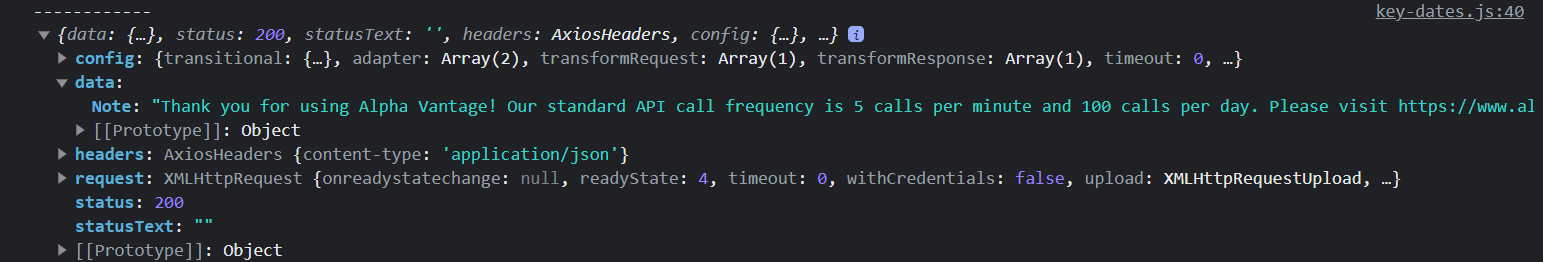 ------------ key-dates.js:40
▼ {data: {…}, status: 200, statusText: '', headers: AxiosHeaders, config: {…}, …} i
▶ config: {transitional: {…}, adapter: Array(2), transformRequest: Array(1), transformResponse: Array(1), timeout: 0, …}
▼ data:
Note: "Thank you for using Alpha Vantage! Our standard API call frequency is 5 calls per minute and 100 calls per day. Please visit https://www.al
▶ [[Prototype]]: Object
▶ headers: AxiosHeaders {content-type: 'application/json'}
▶ request: XMLHttpRequest {onreadystatechange: null, readyState: 4, timeout: 0, withCredentials: false, upload: XMLHttpRequestUpload, …}
status: 200
statusText: ""
▶ [[Prototype]]: Object